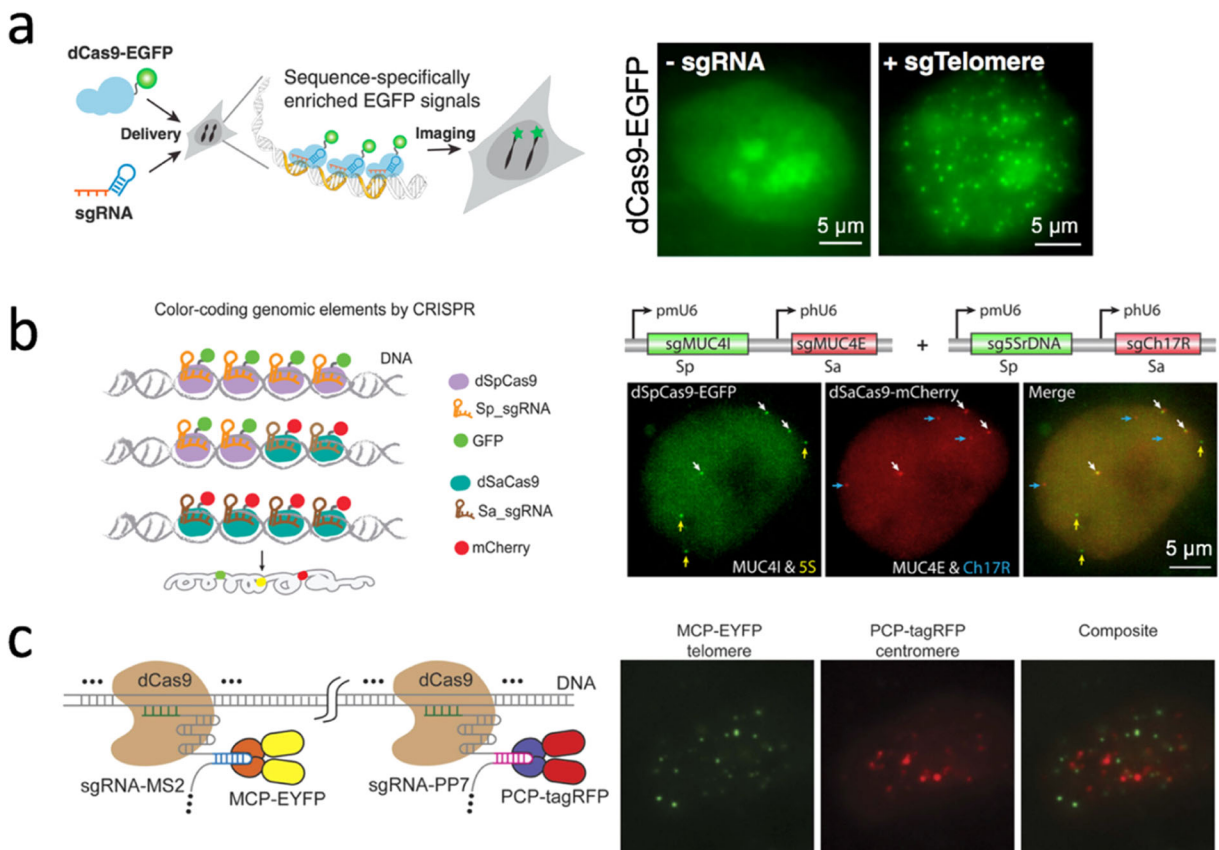 a
dCas9-EGFP
Delivery
sgRNA
Sequence-specifically
enriched EGFP signals
Imaging
dCas9-EGFP
- sgRNA
5 µm
+ sgTelomere
5 µm
b
Color-coding genomic elements by CRISPR
DNA
dSpCas9
Sp_sgRNA
GFP
dSaCas9
Sa_sgRNA
mCherry
pmU6
phU6
sgMUC4I
sgMUC4E
Sp
Sa
+
pmU6
phU6
sg5SrDNA
sgCh17R
Sp
Sa
dSpCas9-EGFP
MUC4I & 5S
dSaCas9-mCherry
MUC4E & Ch17R
Merge
5 µm
c
dCas9
dCas9
DNA
sgRNA-MS2
MCP-EYFP
sgRNA-PP7
PCP-tagRFP
MCP-EYFP
telomere
PCP-tagRFP
centromere
Composite